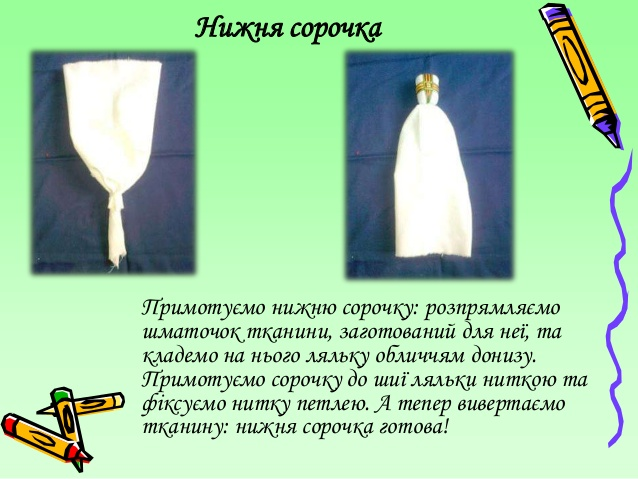 Нижня сорочка
Примотуємо нижню сорочку: розпрямляємо
шматочок тканини, заготований для неї, та
кладемо на нього ляльку обличчям донизу.
Примотуємо сорочку до шиї ляльки ниткою та
фіксуємо нитку петлею. А тепер вивертаємо
тканину: нижня сорочка готова!